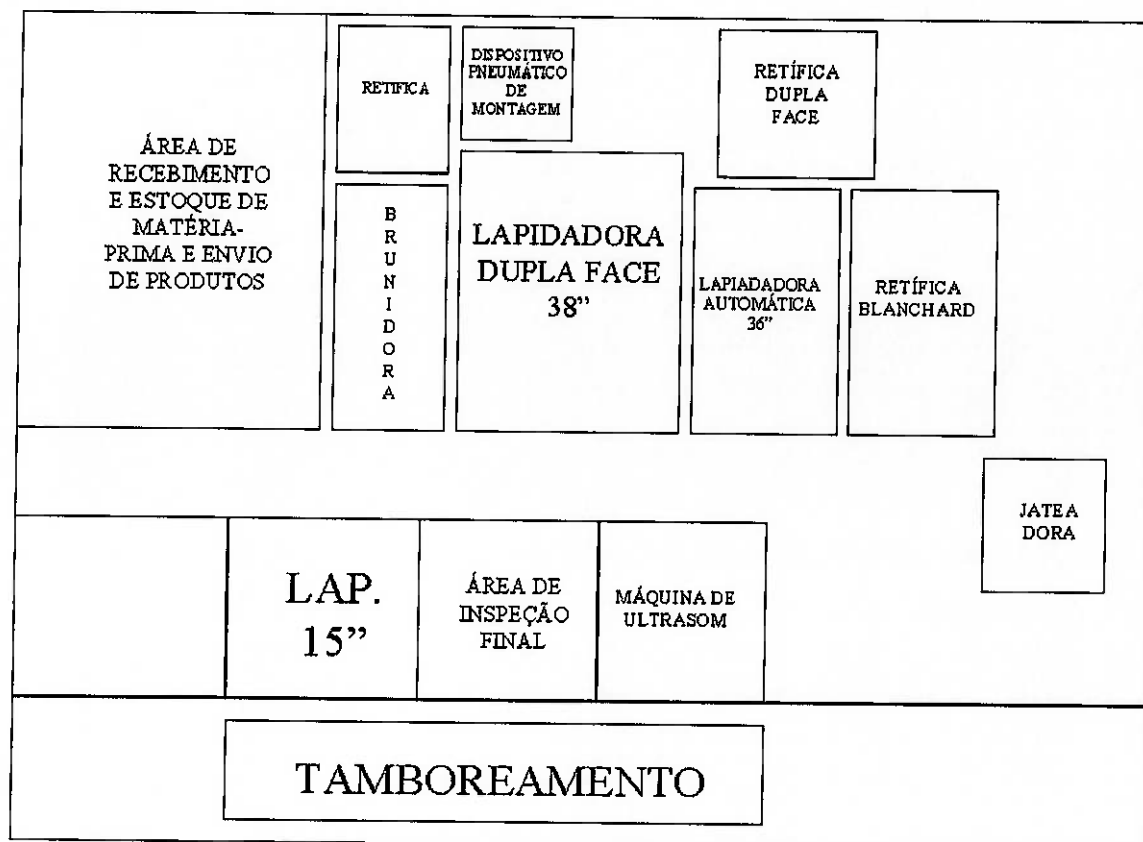 ÁREA DE
RECEBIMENTO
E ESTOQUE DE
MATÉRIA-
PRIMA E ENVIO
DE PRODUTOS
RETIFICA
DISPOSITIVO
PNEUMÁTICO
DE
MONTAGEM
RETÍFICA
DUPLA
FACE
B
R
U
N
I
D
O
R
A
LAPIDADORA
DUPLA FACE
38”
LAPIADADORA
AUTOMÁTICA
36”
RETÍFICA
BLANCHARD
JATEA
DORA
LAP.
15”
ÁREA DE
INSPEÇÃO
FINAL
MÁQUINA DE
ULTRASOM
TAMBOREAMENTO